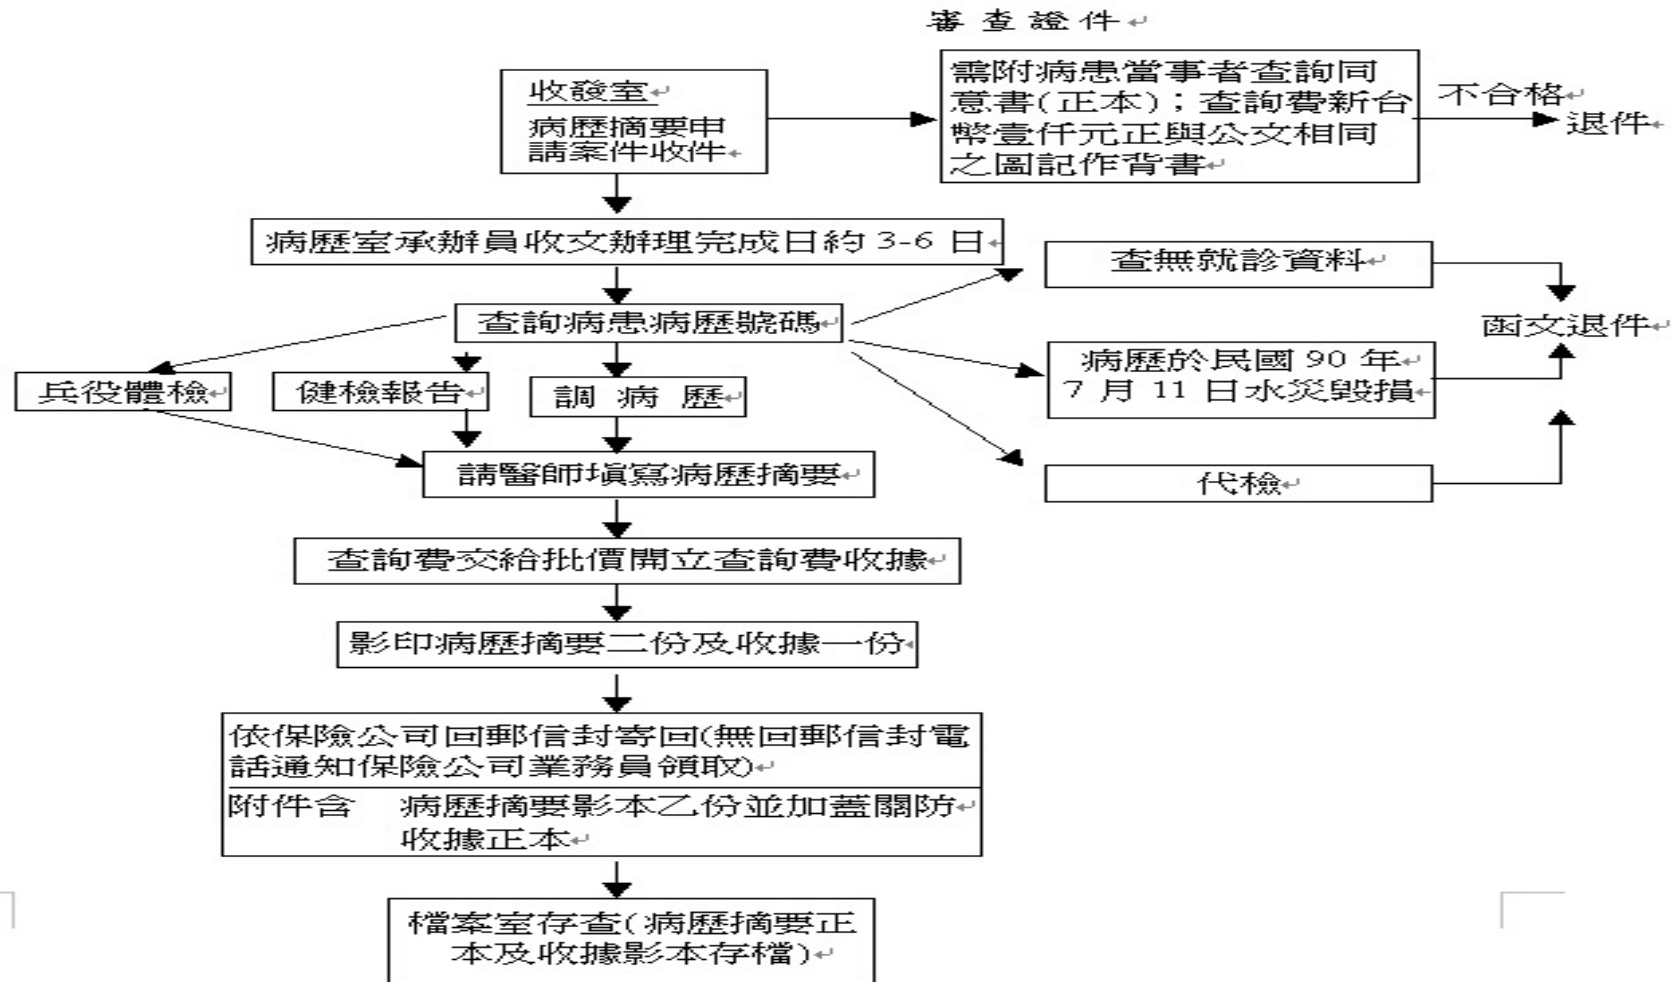 審查證件
收發室
病歷摘要申
請案件收件
需附病患當事者查詢同
意書(正本)；查詢費新台
幣壹仟元正與公文相同
之圖記作背書
不合格
退件
病歷室承辦員收文辦理完成日約 3-6 日
查無就診資料
查詢病患病歷號碼
函文退件
病歷於民國 90 年
7 月 11 日水災毀損
兵役體檢
健檢報告
調 病 歷
請醫師填寫病歷摘要
代檢
查詢費交給批價開立查詢費收據
影印病歷摘要二份及收據一份
依保險公司回郵信封寄回(無回郵信封電
話通知保險公司業務員領取)
附件含 病歷摘要影本乙份並加蓋關防
收據正本
檔案室存查(病歷摘要正
本及收據影本存檔)